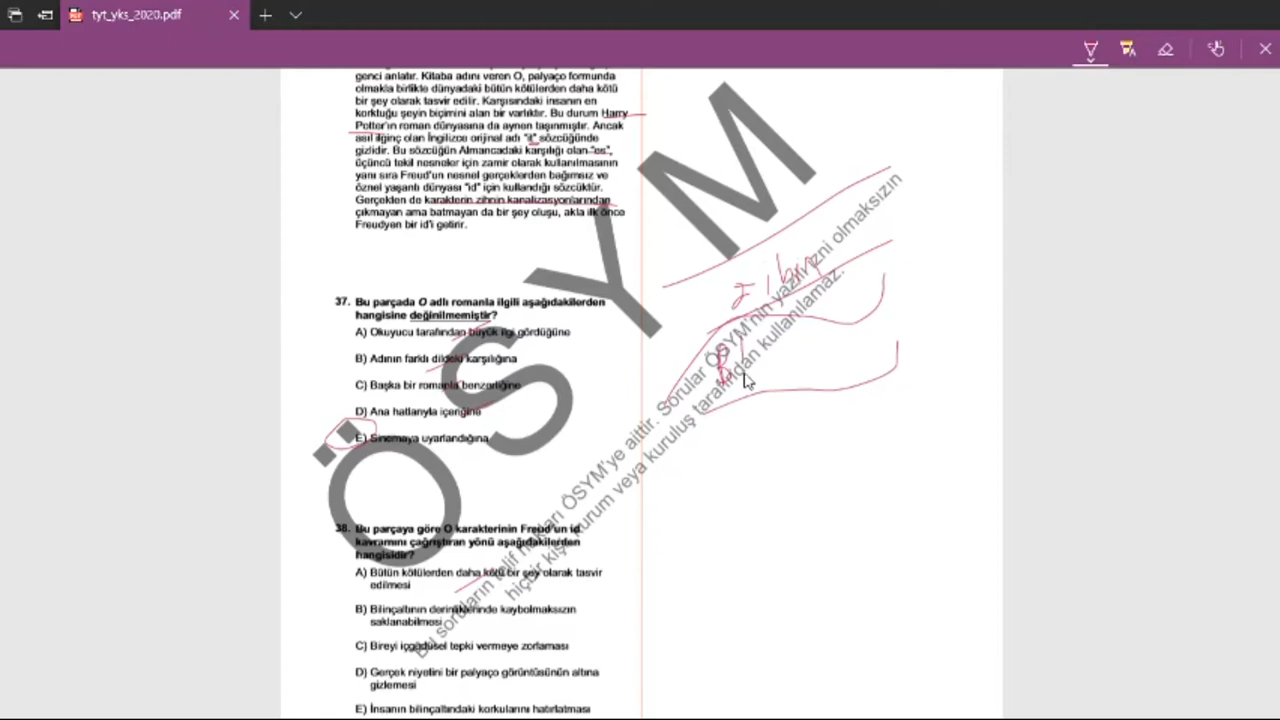 tyt_yks_2020.pdf
genci anlatır. Kitaba adını veren O, palyaço formunda
olmakla birlikte dünyadaki bütün kötülerden daha kötü
bir şey olarak tasvir edilir. Karşısındaki insanın en
korktuğu şeyin biçimini alan bir varlıktır. Bu durum Harry
Potter'ın roman dünyasına da aynen taşınmıştır. Ancak
asıl ilginç olan İngilizce orijinal adı "it" sözcüğünde
gizlidir. Bu sözcüğün Almancadaki karşılığı olan "es",
üçüncü tekil nesneler için zamir olarak kullanılmasının
yanı sıra Freud'un nesnel gerçeklerden bağımsız ve
öznel yaşantı dünyası "id" için kullandığı sözcüktür.
Gerçekten de karakterin zihnin kanalizasyonlarından
çıkmayan ama batmayan da bir şey oluşu, akla ilk önce
Freudyen bir id'i getirir.
37. Bu parçada O adlı romanla ilgili aşağıdakilerden
hangisine değinilmemiştir?
A) Okuyucu tarafından büyük ilgi gördüğüne
B) Adının farklı dildeki karşılığına
C) Başka bir romanla benzerliğine
D) Ana hatlarıyla içeriğine
E) Sinemaya uyarlandığına
38. Bu parçaya göre O karakterinin Freud'un id
kavramını çağrıştıran yönü aşağıdakilerden
hangisidir?
A) Bütün kötülerden daha kötü bir şey olarak tasvir
edilmesi
B) Bilinçaltının derinliklerinde kaybolmaksızın
saklanabilmesi
C) Bireyi içgüdüsel tepki vermeye zorlaması
D) Gerçek niyetini bir palyaço görüntüsünün altına
gizlemesi
E) İnsanın bilinçaltındaki korkularını hatırlatması
ÖSYM
Bu soruların telif hakları ÖSYM'ye aittir. Sorular ÖSYM'nin yazılı izni olmaksızın
hiçbir kişi, kurum veya kuruluş tarafından kullanılamaz.